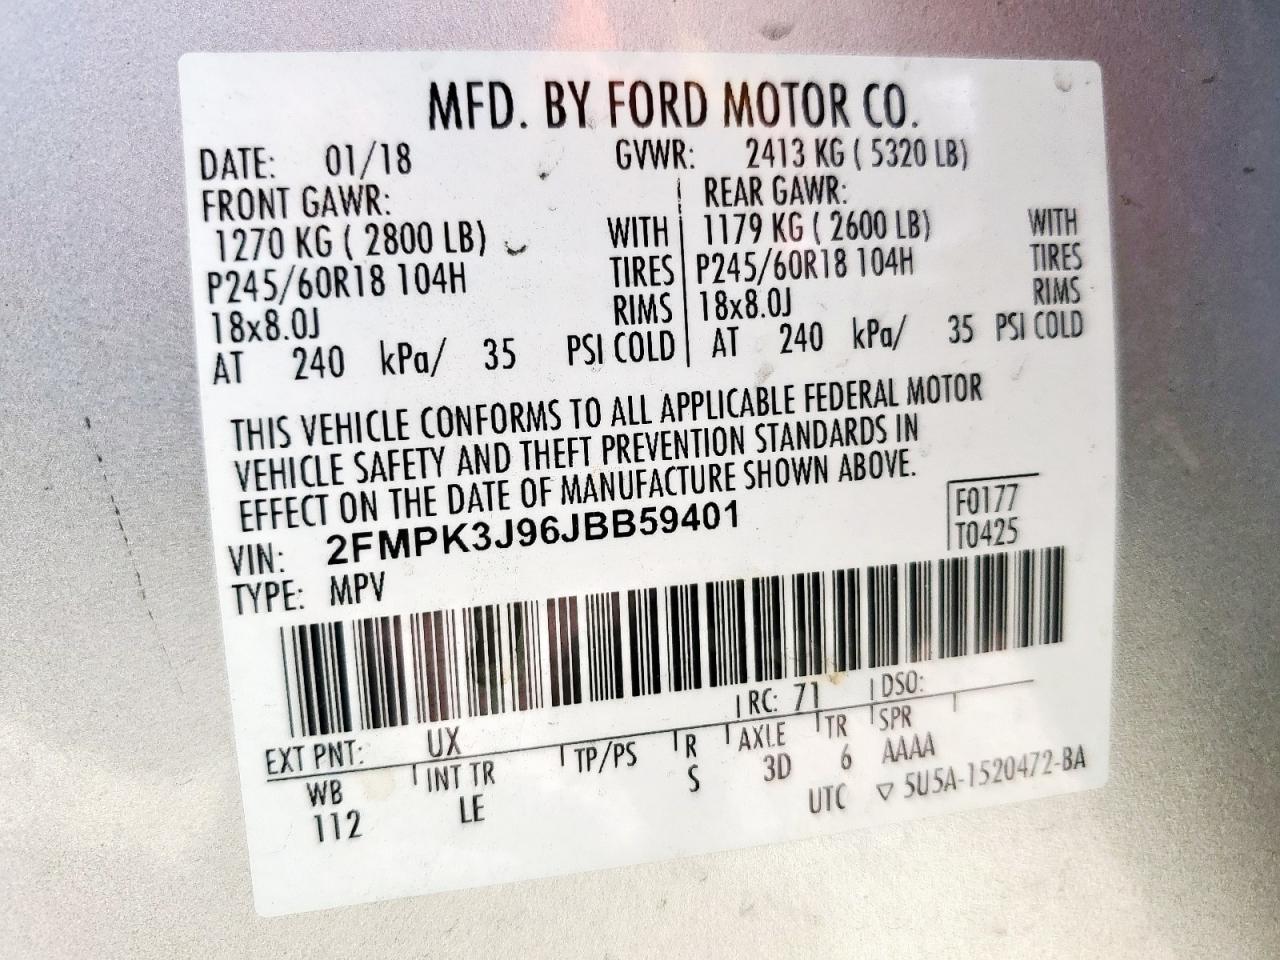 MFD. BY FORD MOTOR CO.
DATE: 01/18 GVWR: 2413 KG ( 5320 LB)
FRONT GAWR: REAR GAWR:
1270 KG ( 2800 LB) WITH 1179 KG ( 2600 LB) WITH
P245/60R18 104H TIRES P245/60R18 104H TIRES
18x8.0J RIMS 18x8.0J RIMS
AT 240 kPa/ 35 PSI COLD AT 240 kPa/ 35 PSI COLD
THIS VEHICLE CONFORMS TO ALL APPLICABLE FEDERAL MOTOR
VEHICLE SAFETY AND THEFT PREVENTION STANDARDS IN
EFFECT ON THE DATE OF MANUFACTURE SHOWN ABOVE.
VIN: 2FMPK3J96JBB59401 F0177
TYPE: MPV T0425
EXT PNT: UX RC: 71 DSO:
WB INT TR TP/PS R AXLE TR SPR
112 LE S 3D 6 AAAA
UTC ▽ 5U5A-1520472-BA